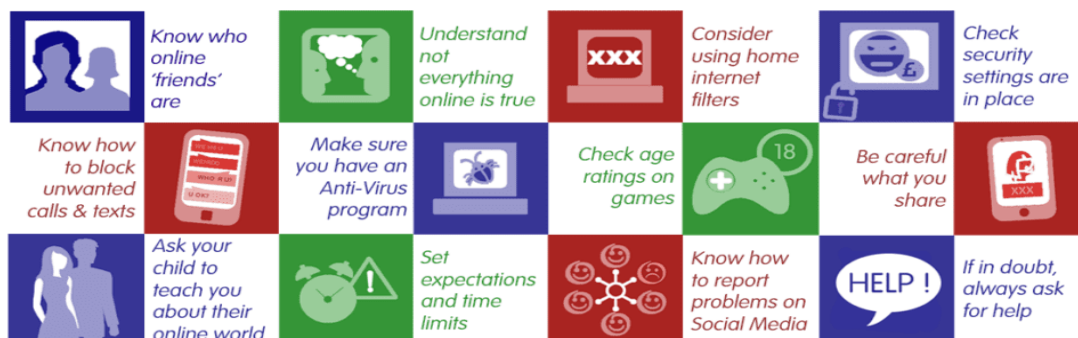 Know who
online
'friends'
are
Understand
not
everything
online is true
XXX
Consider
using home
internet
filters
£
Check
security
settings are
in place
Know how
to block
unwanted
calls & texts
WHO R U?
U OK?
Make sure
you have an
Anti-Virus
program
Check age
ratings on
games
18
Be careful
what you
share
XXX
Ask your
child to
teach you
about their
online world
!
Set
expectations
and time
limits
Know how
to report
problems on
Social Media
HELP !
If in doubt,
always ask
for help